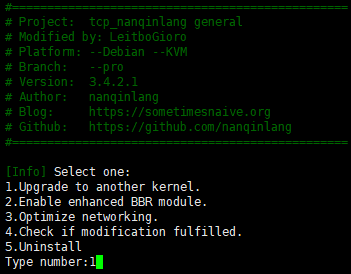 #================================================
# Project:  tcp_nanqinlang general
# Modified by: LeitboGioro
# Platform: --Debian --KVM
# Branch:   --pro
# Version:  3.4.2.1
# Author:   nanqinlang
# Blog:     https://sometimesnaive.org
# Github:   https://github.com/nanqinlang
#================================================
[Info] Select one:
1.Upgrade to another kernel.
2.Enable enhanced BBR module.
3.Optimize networking.
4.Check if modification fulfilled.
5.Uninstall
Type number:1